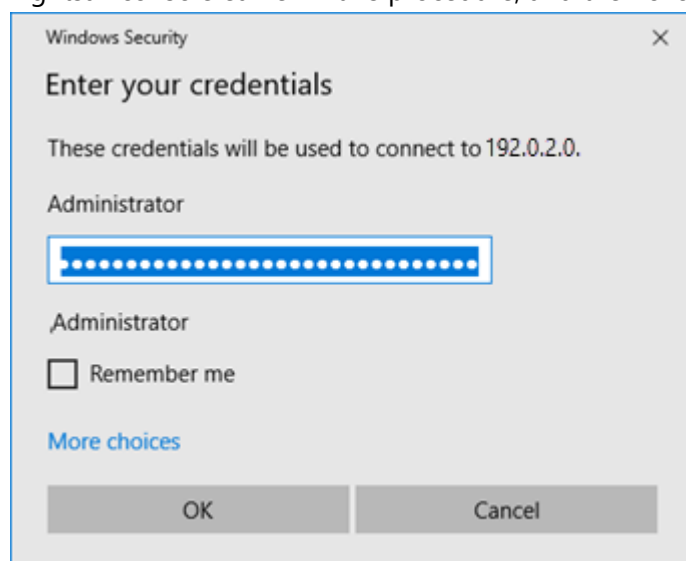 Windows Security
Enter your credentials
These credentials will be used to connect to 192.0.2.0.
Administrator
,Administrator
Remember me
More choices
OK
Cancel